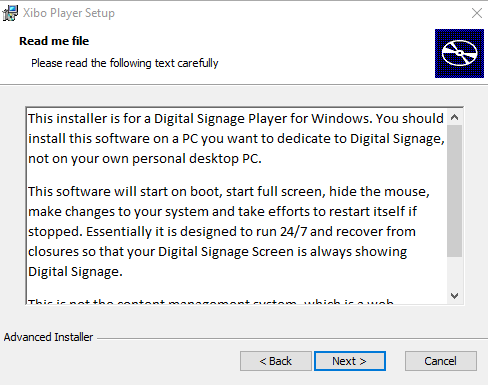 Xibo Player Setup
Read me file
Please read the following text carefully
This installer is for a Digital Signage Player for Windows. You should
install this software on a PC you want to dedicate to Digital Signage,
not on your own personal desktop PC.
This software will start on boot, start full screen, hide the mouse,
make changes to your system and take efforts to restart itself if
stopped. Essentially it is designed to run 24/7 and recover from
closures so that your Digital Signage Screen is always showing
Digital Signage.
This is not the content management system, which is a web
Advanced Installer
< Back
Next >
Cancel